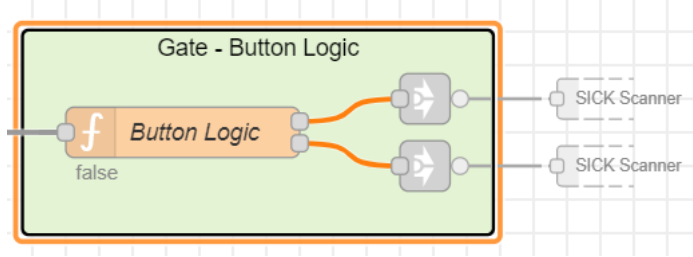 Gate - Button Logic
Button Logic
false
SICK Scanner
SICK Scanner